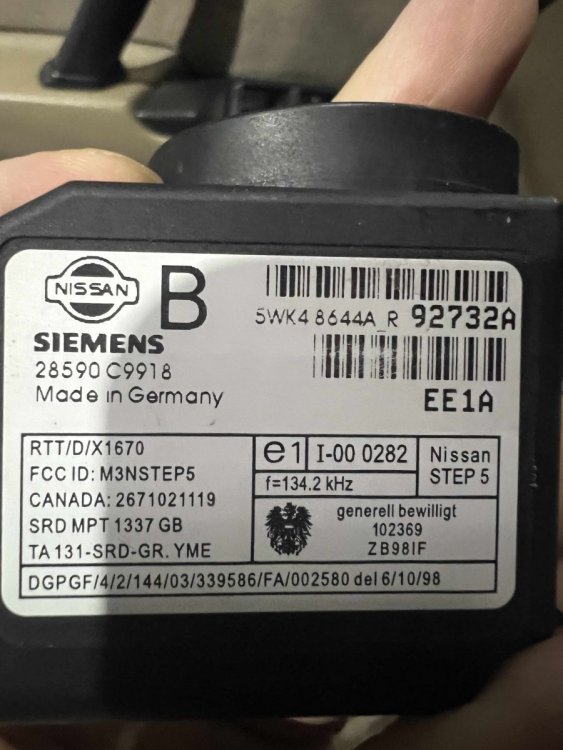 NISSAN
B
SIEMENS
28590 C9918
Made in Germany
5WK4 8644A_R 92732A
EE1A
RTT/D/X1670
FCC ID: M3NSTEP5
CANADA: 2671021119
SRD MPT 1337 GB
TA 131-SRD-GR. YME
e1
I-00 0282
f=134.2 kHz
Nissan
STEP 5
generell bewilligt
102369
ZB98IF
DGPGF/4/2/144/03/339586/FA/002580 del 6/10/98